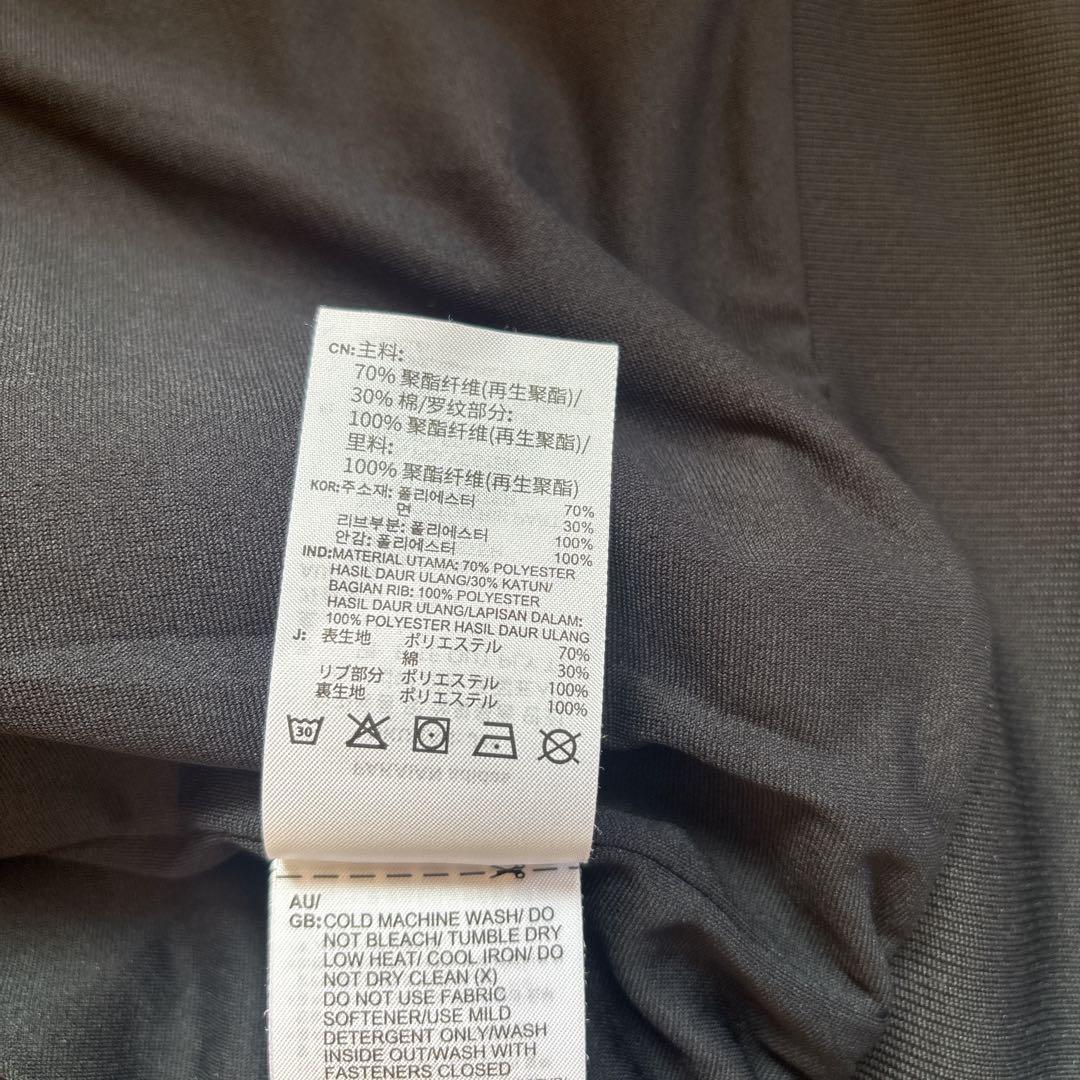 CN:主料:
70% 聚酯纤维(再生聚酯)/
30% 棉/罗纹部分:
100% 聚酯纤维(再生聚酯)/
里料:
100% 聚酯纤维(再生聚酯)
KOR:주소재: 폴리에스터 70%
면 30%
리브부분: 폴리에스터 100%
안감: 폴리에스터 100%
IND:MATERIAL UTAMA: 70% POLYESTER
HASIL DAUR ULANG/30% KATUN/
BAGIAN RIB: 100% POLYESTER
HASIL DAUR ULANG/LAPISAN DALAM:
100% POLYESTER HASIL DAUR ULANG
J: 表生地 ポリエステル 70%
綿 30%
リブ部分 ポリエステル 100%
裏生地 ポリエステル 100%
30
AU/
GB:COLD MACHINE WASH/ DO
NOT BLEACH/ TUMBLE DRY
LOW HEAT/ COOL IRON/ DO
NOT DRY CLEAN (X)
DO NOT USE FABRIC
SOFTENER/USE MILD
DETERGENT ONLY/WASH
INSIDE OUT/WASH WITH
FASTENERS CLOSED